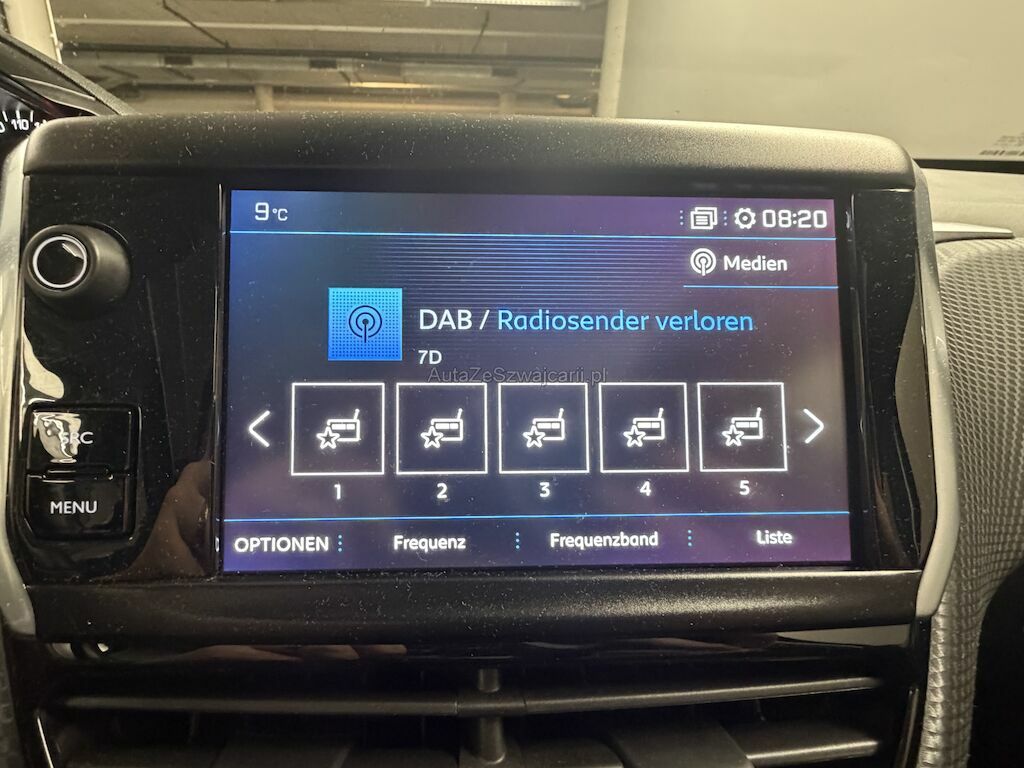 110
9°C
08:20
Medien
DAB / Radiosender verloren
7D
AutaZeSzwajcarii.pl
1 2 3 4 5
SRC
MENU
OPTIONEN Frequenz Frequenzband Liste